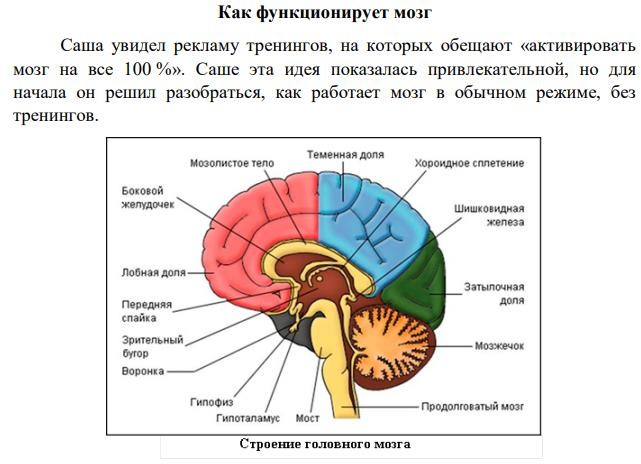 Как функционирует мозг
Саша увидел рекламу тренингов, на которых обещают «активировать
мозг на все 100 %». Саше эта идея показалась привлекательной, но для
начала он решил разобраться, как работает мозг в обычном режиме, без
тренингов.
Теменная доля
Мозолистое тело
Хороидное сплетение
Боковой
желудочек
Шишковидная
железа
Лобная доля
Затылочная
доля
Передняя
спайка
Зрительный
бугор
Мозжечок
Воронка
Гипофиз
Гипоталамус
Мост
Продолговатый мозг
Строение головного мозга